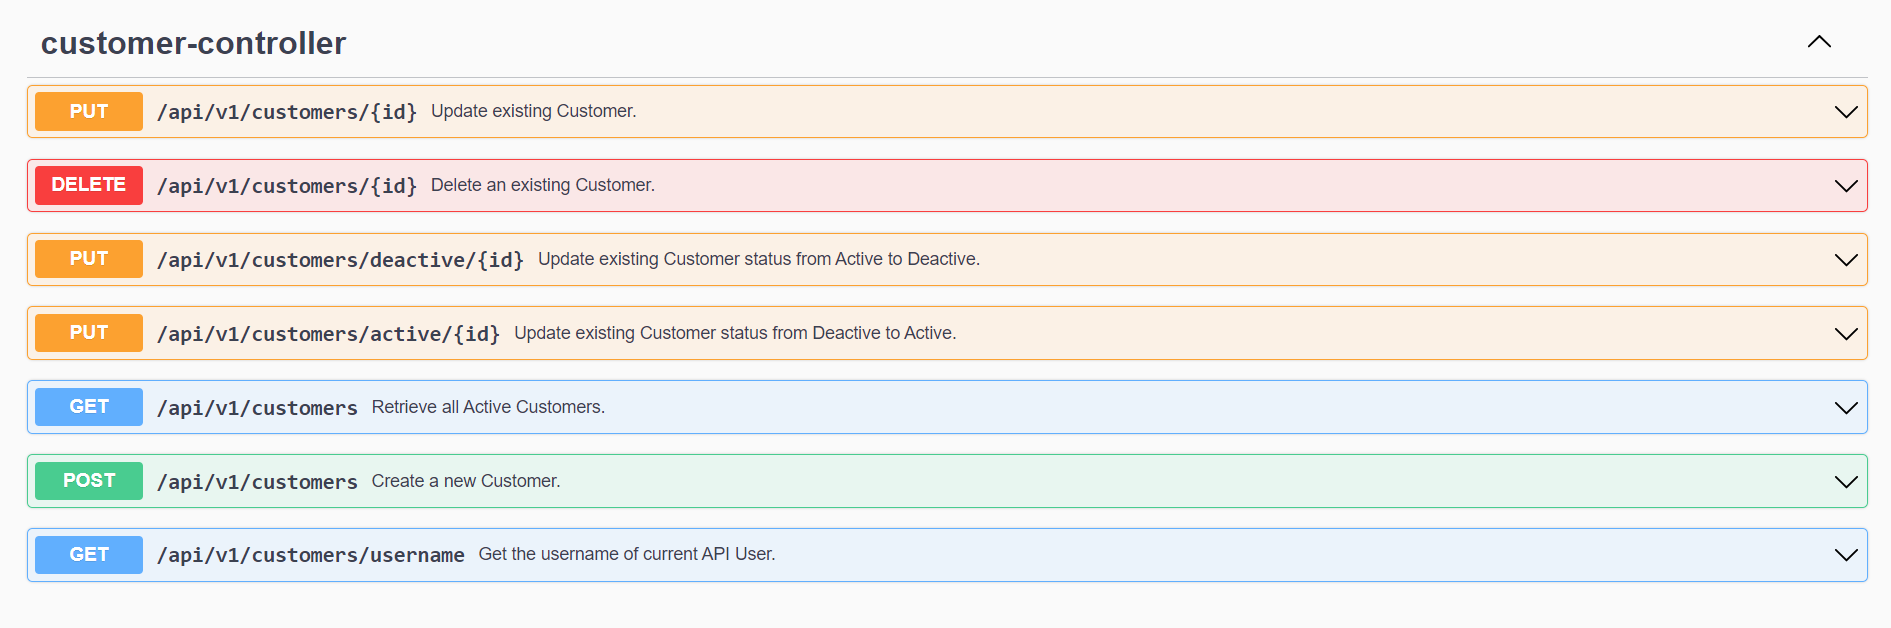 customer-controller
PUT /api/v1/customers/{id} Update existing Customer.
DELETE /api/v1/customers/{id} Delete an existing Customer.
PUT /api/v1/customers/deactive/{id} Update existing Customer status from Active to Deactive.
PUT /api/v1/customers/active/{id} Update existing Customer status from Deactive to Active.
GET /api/v1/customers Retrieve all Active Customers.
POST /api/v1/customers Create a new Customer.
GET /api/v1/customers/username Get the username of current API User.